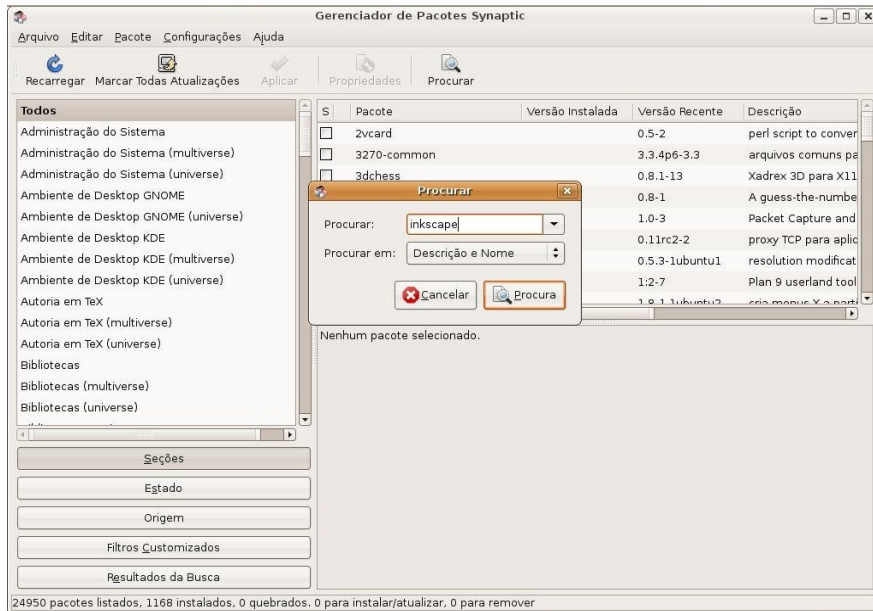 Gerenciador de Pacotes Synaptic
Arquivo Editar Pacote Configurações Ajuda
Recarregar Marcar Todas Atualizações Aplicar Propriedades Procurar
Todos
Administração do Sistema
Administração do Sistema (multiverse)
Administração do Sistema (universe)
Ambiente de Desktop GNOME
Ambiente de Desktop GNOME (universe)
Ambiente de Desktop KDE
Ambiente de Desktop KDE (multiverse)
Ambiente de Desktop KDE (universe)
Autoria em TeX
Autoria em TeX (multiverse)
Autoria em TeX (universe)
Bibliotecas
Bibliotecas (multiverse)
Bibliotecas (universe)
Seções
Estado
Origem
Filtros Customizados
Resultados da Busca
S Pacote Versão Instalada Versão Recente Descrição
2vcard 0.5-2 perl script to conver
3270-common 3.3.4p6-3.3 arquivos comuns pa
3dchess 0.8.1-13 Xadrex 3D para X11
0.8-1 A guess-the-numbe
1.0-3 Packet Capture and
0.11rc2-2 proxy TCP para aplic
0.5.3-1ubuntu1 resolution modificat
1:2-7 Plan 9 userland tool
1.8.1.1ubuntu2 cria menus X a parti
Procurar
Procurar: inkscape
Procurar em: Descrição e Nome
Cancelar Procura
Nenhum pacote selecionado.
24950 pacotes listados, 1168 instalados, 0 quebrados. 0 para instalar/atualizar, 0 para remover